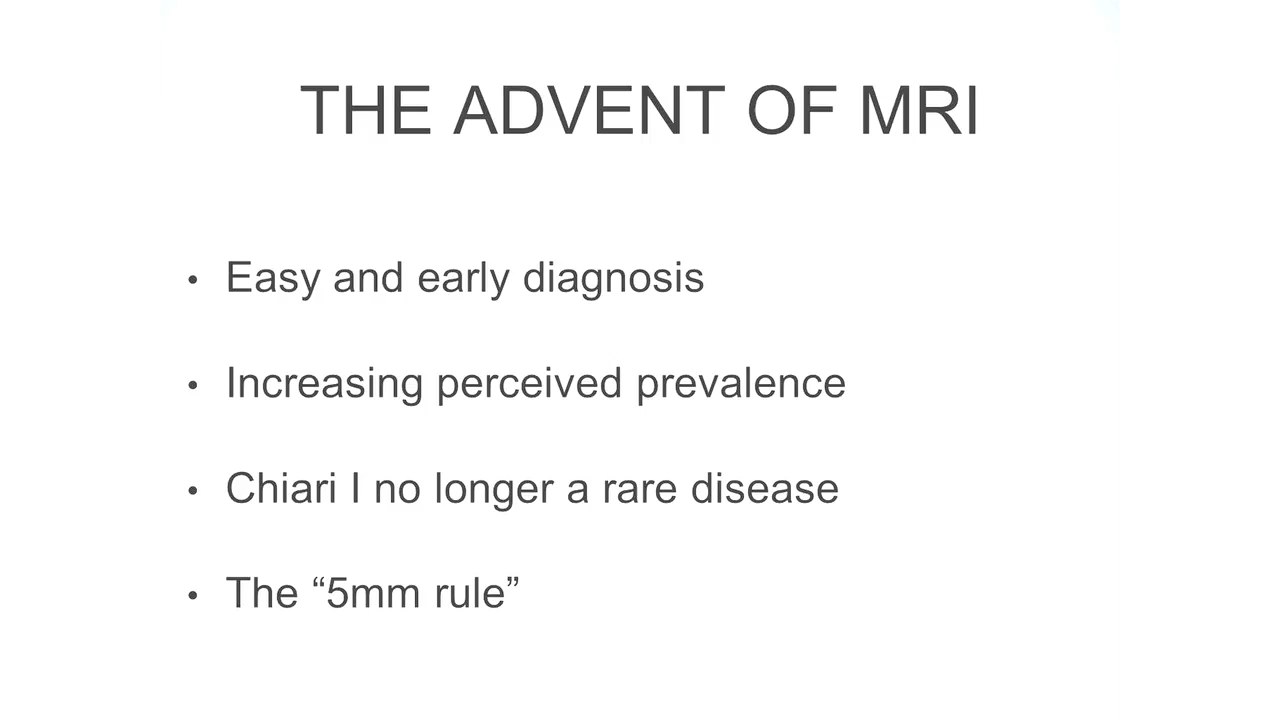 THE ADVENT OF MRI
• Easy and early diagnosis
• Increasing perceived prevalence
• Chiari I no longer a rare disease
• The “5mm rule”